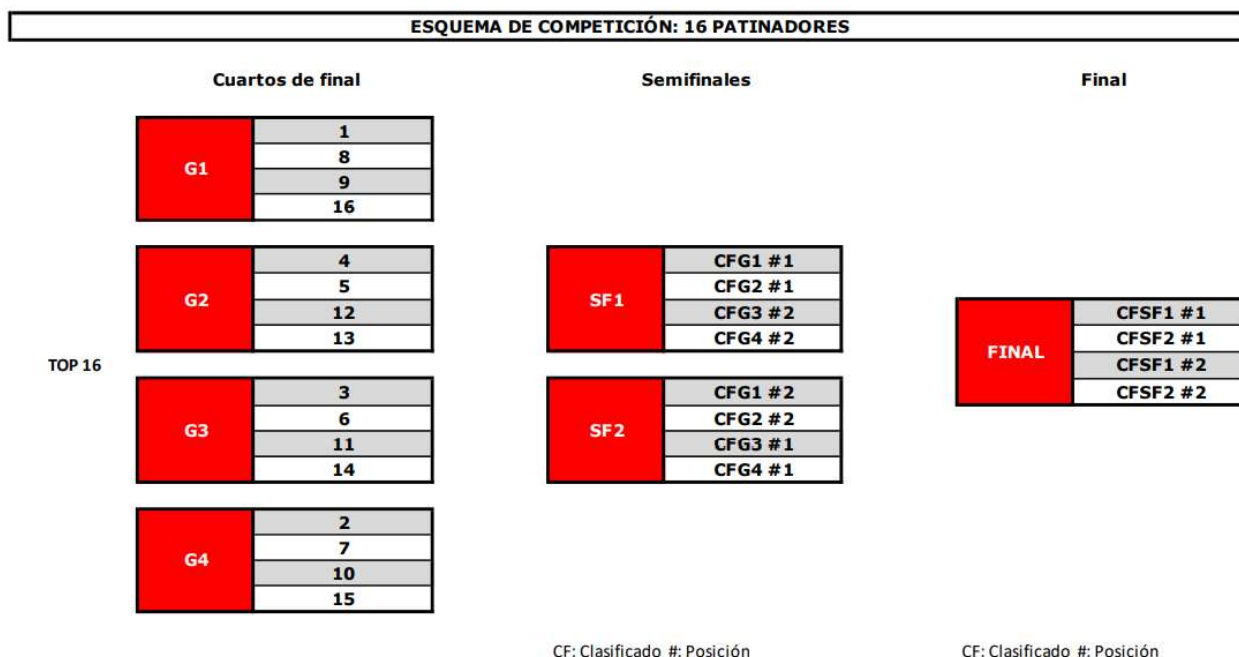 ESQUEMA DE COMPETICIÓN: 16 PATINADORES
Cuartos de final
Semifinales
Final
TOP 16
G1
1
8
9
16
G2
4
5
12
13
G3
3
6
11
14
G4
2
7
10
15
SF1
CFG1 #1
CFG2 #1
CFG3 #2
CFG4 #2
SF2
CFG1 #2
CFG2 #2
CFG3 #1
CFG4 #1
FINAL
CFSF1 #1
CFSF2 #1
CFSF1 #2
CFSF2 #2
CF: Clasificado #: Posición
CF: Clasificado #: Posición